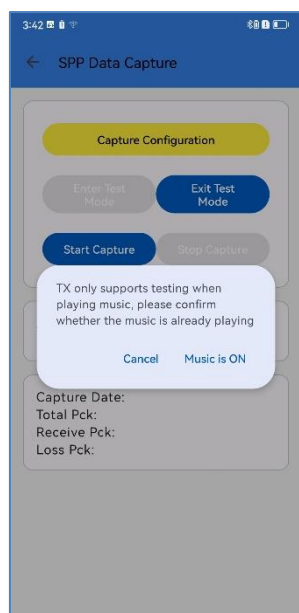 3:42
SPP Data Capture
Capture Configuration
Enter Test
Mode
Exit Test
Mode
Start Capture
Stop Capture
TX only supports testing when
playing music, please confirm
whether the music is already playing
Cancel
Music is ON
Capture Date:
Total Pck:
Receive Pck:
Loss Pck: